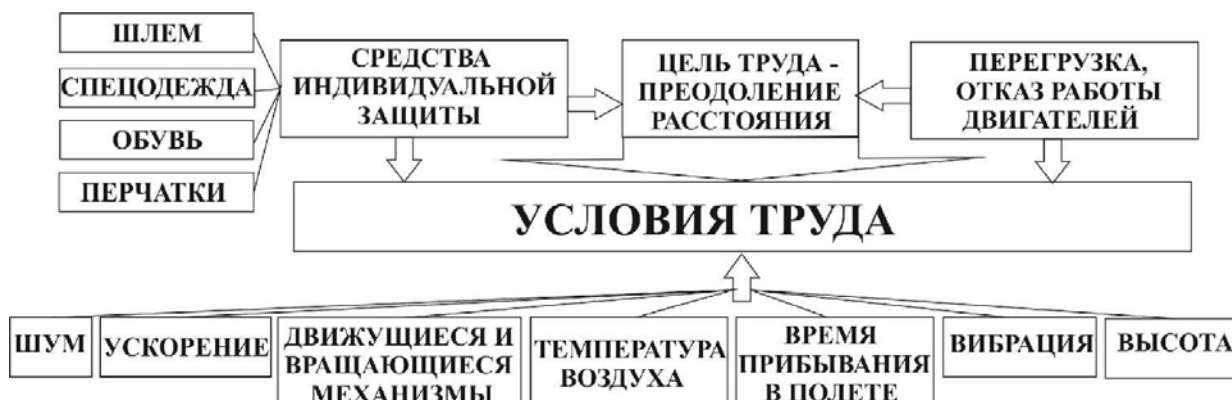 ШЛЕМ
СПЕЦОДЕЖДА
ОБУВЬ
ПЕРЧАТКИ
СРЕДСТВА
ИНДИВИДУАЛЬНОЙ
ЗАЩИТЫ
ЦЕЛЬ ТРУДА -
ПРЕОДОЛЕНИЕ
РАССТОЯНИЯ
ПЕРЕГРУЗКА,
ОТКАЗ РАБОТЫ
ДВИГАТЕЛЕЙ
УСЛОВИЯ ТРУДА
ШУМ
УСКОРЕНИЕ
ДВИЖУЩИЕСЯ И
ВРАЩАЮЩИЕСЯ
МЕХАНИЗМЫ
ТЕМПЕРАТУРА
ВОЗДУХА
ВРЕМЯ
ПРИБЫВАНИЯ
В ПОЛЕТЕ
ВИБРАЦИЯ
ВЫСОТА